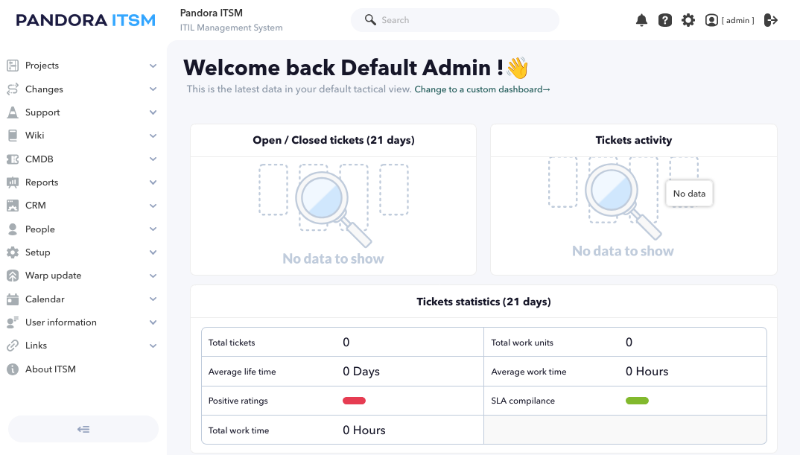 PANDORA ITSM
Pandora ITSM
ITIL Management System
Search
[ admin ]
Projects
Changes
Support
Wiki
CMDB
Reports
CRM
People
Setup
Warp update
Calendar
User information
Links
About ITSM
Welcome back Default Admin !👋
This is the latest data in your default tactical view. Change to a custom dashboard→
Open / Closed tickets (21 days)
No data to show
Tickets activity
No data
No data to show
Tickets statistics (21 days)
Total tickets 0 Total work units 0
Average life time 0 Days Average work time 0 Hours
Positive ratings SLA compilance
Total work time 0 Hours